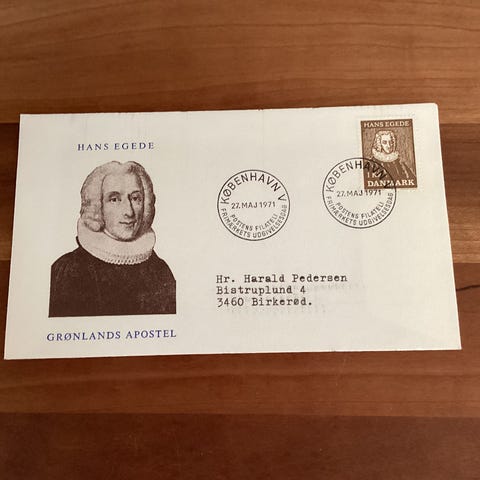 HANS EGEDE
GRØNLANDS APOSTEL
KØBENHAVN V
27.MAJ 1971
POSTENS FILATELI
FRIMÆRKETS UDGIVELSESDAG
HANS EGEDE
DANMARK
KØBENHAVN V
27.MAJ 1971
POSTENS FILATELI
FRIMÆRKETS UDGIVELSESDAG
Hr. Harald Pedersen
Bistruplund 4
3460 Birkerød.